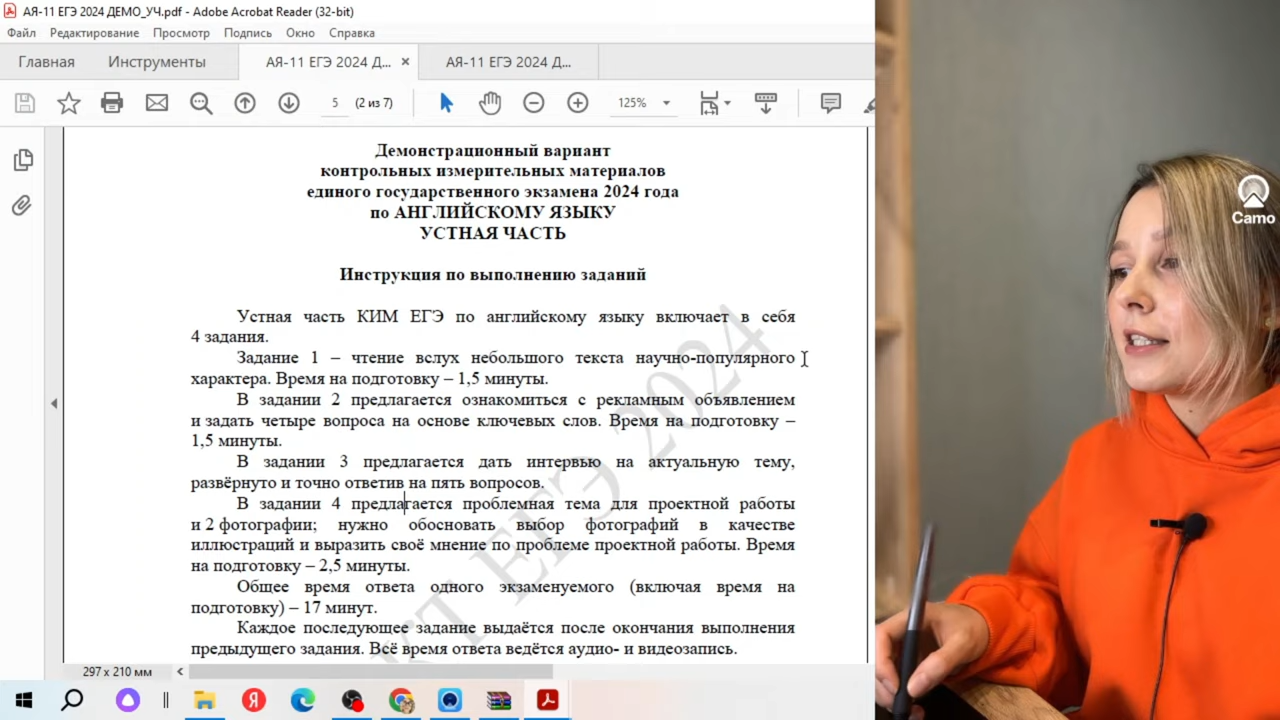 АЯ-11 ЕГЭ 2024 ДЕМО_УЧ.pdf - Adobe Acrobat Reader (32-bit)
Файл Редактирование Просмотр Подпись Окно Справка
Главная Инструменты АЯ-11 ЕГЭ 2024 Д... × АЯ-11 ЕГЭ 2024 Д...
5 (2 из 7) 125%
Демонстрационный вариант
контрольных измерительных материалов
единого государственного экзамена 2024 года
по АНГЛИЙСКОМУ ЯЗЫКУ
УСТНАЯ ЧАСТЬ
Инструкция по выполнению заданий
Устная часть КИМ ЕГЭ по английскому языку включает в себя
4 задания.
Задание 1 – чтение вслух небольшого текста научно-популярного
характера. Время на подготовку – 1,5 минуты.
В задании 2 предлагается ознакомиться с рекламным объявлением
и задать четыре вопроса на основе ключевых слов. Время на подготовку –
1,5 минуты.
В задании 3 предлагается дать интервью на актуальную тему,
развёрнуто и точно ответив на пять вопросов.
В задании 4 предлагается проблемная тема для проектной работы
и 2 фотографии; нужно обосновать выбор фотографий в качестве
иллюстраций и выразить своё мнение по проблеме проектной работы. Время
на подготовку – 2,5 минуты.
Общее время ответа одного экзаменуемого (включая время на
подготовку) – 17 минут.
Каждое последующее задание выдаётся после окончания выполнения
предыдущего задания. Всё время ответа ведётся аудио- и видеозапись.
КТ ЕГЭ 2024
297 x 210 мм
Я
Camo